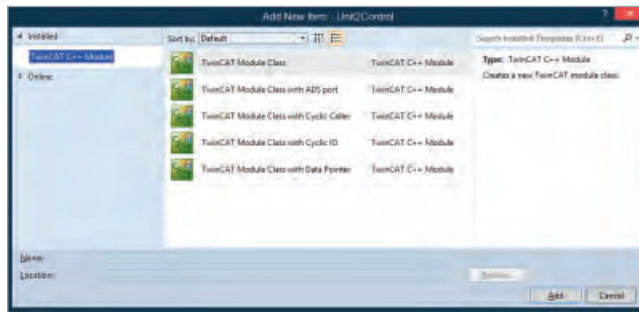 Add New Item - Unit2Control
Installed
TwinCAT C++ Module
Online
Sort by: Default
TwinCAT Module Class TwinCAT C++ Module
TwinCAT Module Class with ADS port TwinCAT C++ Module
TwinCAT Module Class with Cyclic Caller TwinCAT C++ Module
TwinCAT Module Class with Cyclic IO TwinCAT C++ Module
TwinCAT Module Class with Data Pointer TwinCAT C++ Module
Search Installed Templates (Ctrl+E)
Type: TwinCAT C++ Module
Creates a new TwinCAT module class.
Name:
Location:
Browse...
Add Cancel